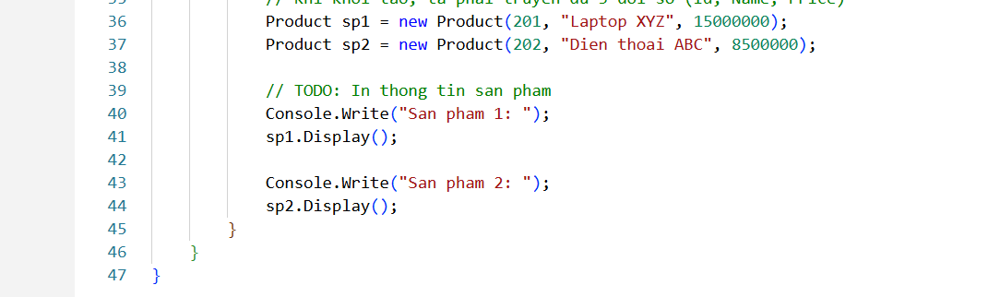 36 Product sp1 = new Product(201, "Laptop XYZ", 15000000);
37 Product sp2 = new Product(202, "Dien thoai ABC", 8500000);
38
39 // TODO: In thong tin san pham
40 Console.Write("San pham 1: ");
41 sp1.Display();
42
43 Console.Write("San pham 2: ");
44 sp2.Display();
45 }
46 }
47 }